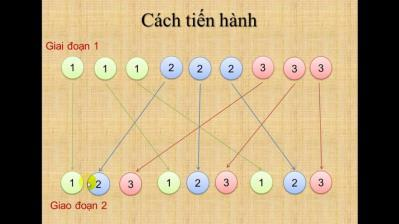 Cách tiến hành
Giai đoạn 1
1 1 1 2 2 2 3 3 3
1 2 3 1 2 3 1 2 3
Giao đoạn 2